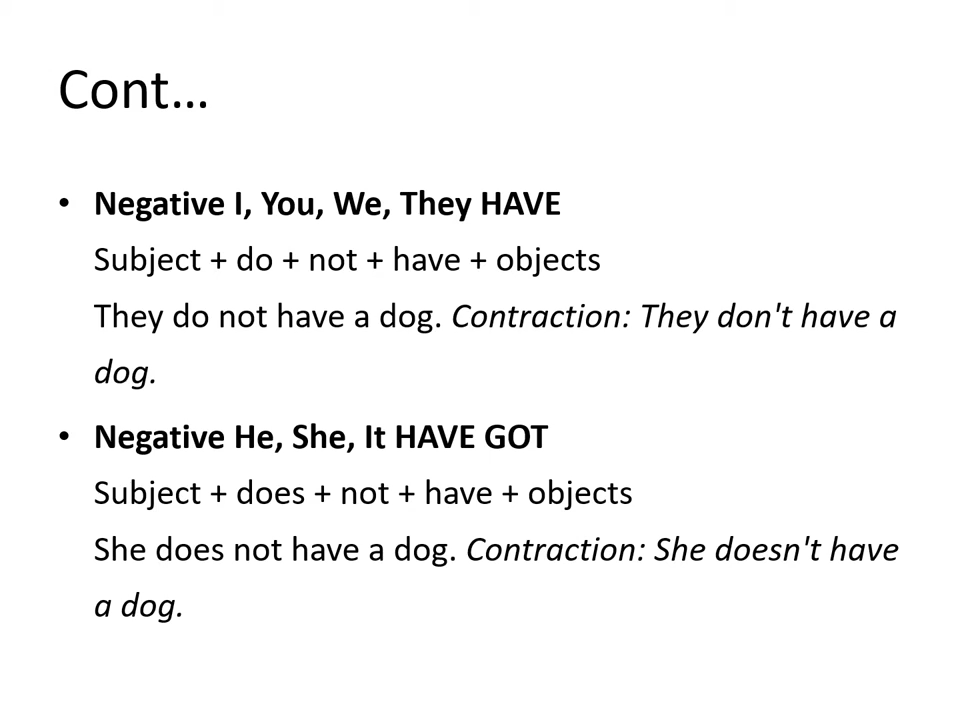 Cont…
• Negative I, You, We, They HAVE
Subject + do + not + have + objects
They do not have a dog. Contraction: They don't have a
dog.
• Negative He, She, It HAVE GOT
Subject + does + not + have + objects
She does not have a dog. Contraction: She doesn't have
a dog.